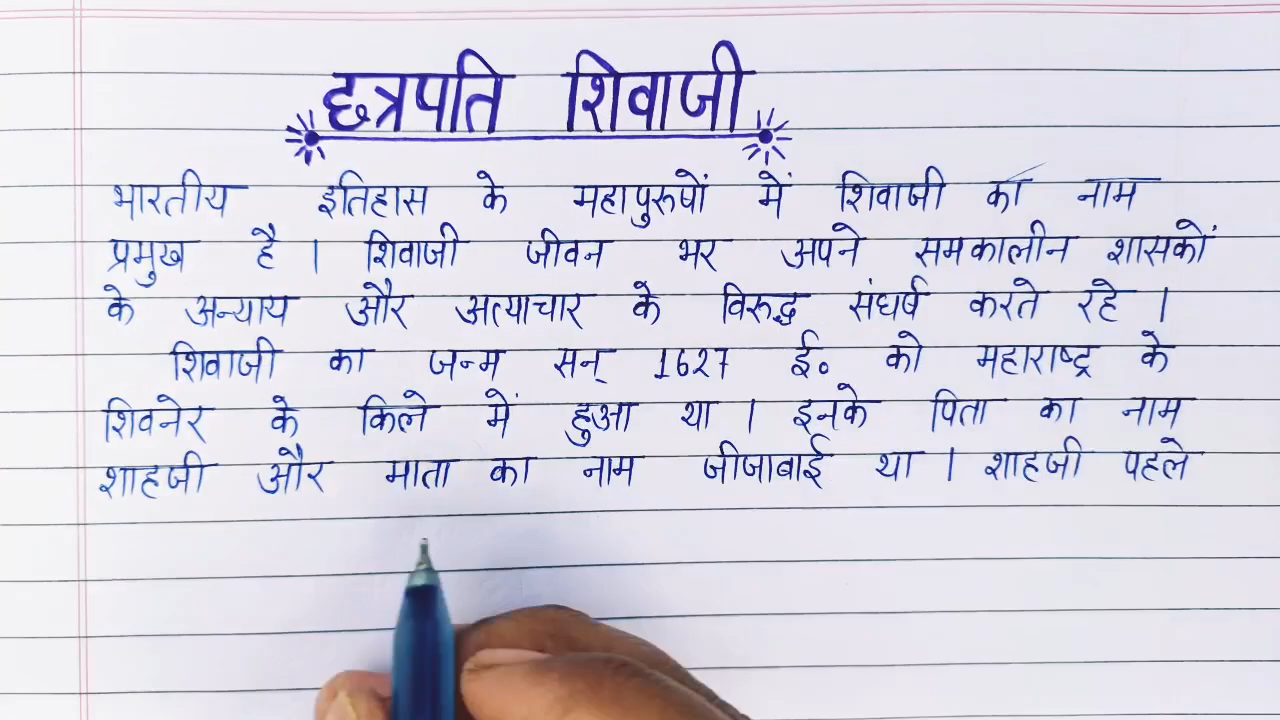 छत्रपति शिवाजी
भारतीय इतिहास के महापुरुषों में शिवाजी का नाम
प्रमुख है । शिवाजी जीवन भर अपने समकालीन शासकों
के अन्याय और अत्याचार के विरूद्ध संघर्ष करते रहे ।
शिवाजी का जन्म सन् 1627 ई० को महाराष्ट्र के
शिवनेर के किले में हुआ था । इनके पिता का नाम
शाहजी और माता का नाम जीजाबाई था । शाहजी पहले